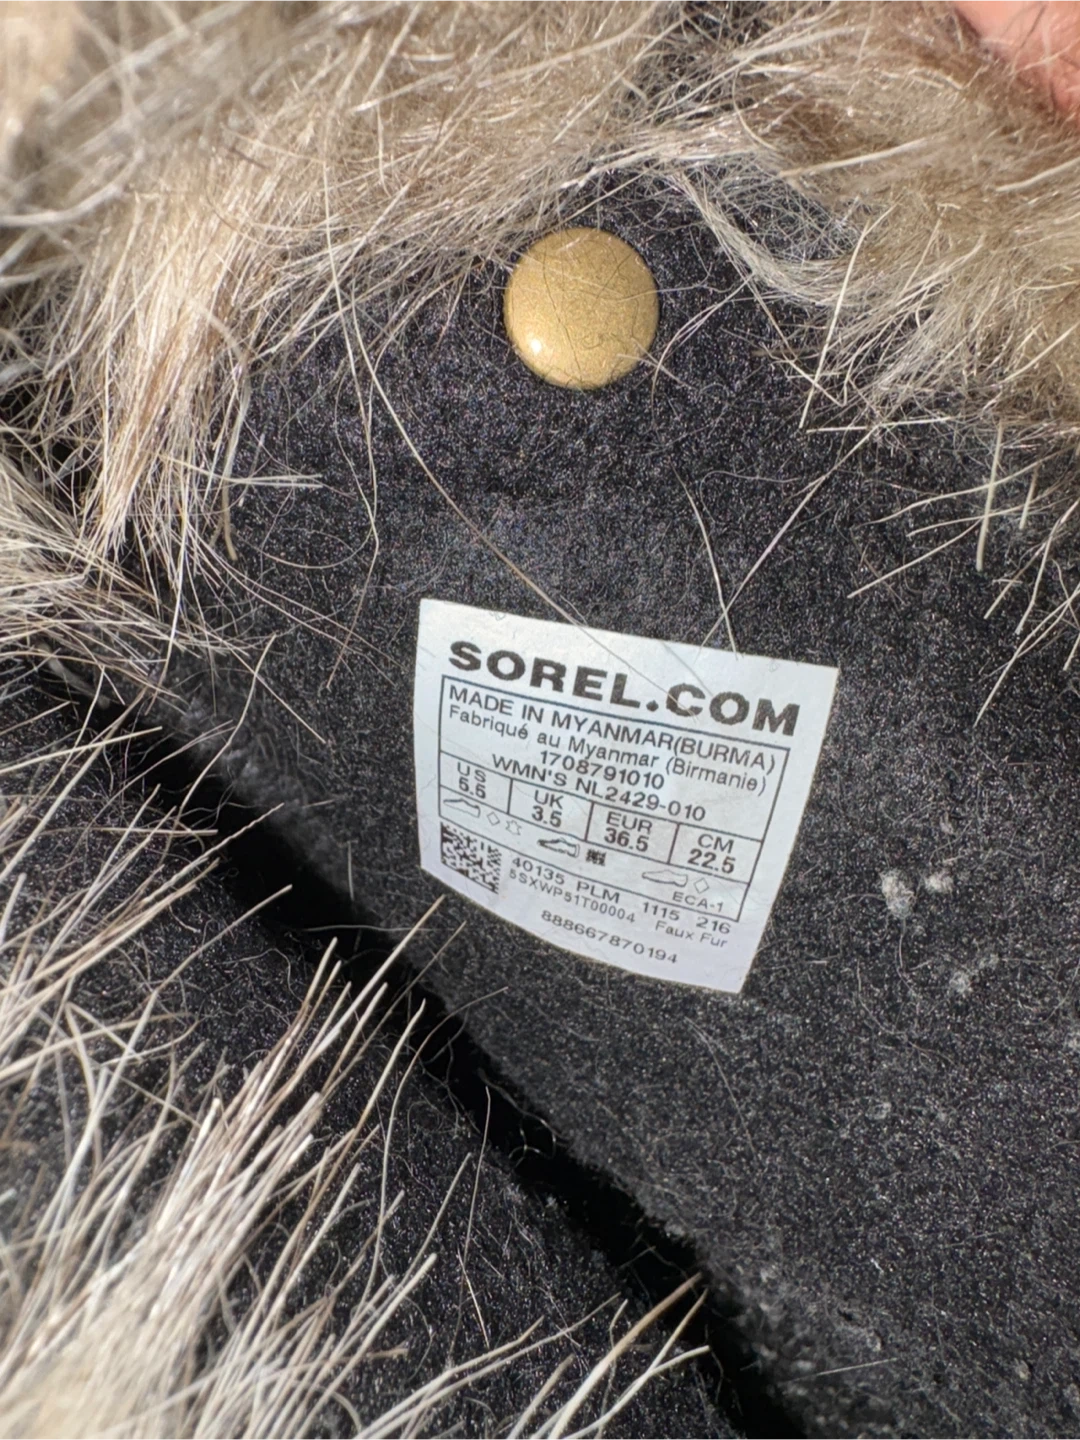 SOREL.COM
MADE IN MYANMAR(BURMA)
Fabriqué au Myanmar (Birmanie)
1708791010
WMN'S NL2429-010
US UK EUR CM
5.5 3.5 36.5 22.5
ECA-1
40135 PLM 1115 216
5SXWP51T00004 Faux Fur
888667870194